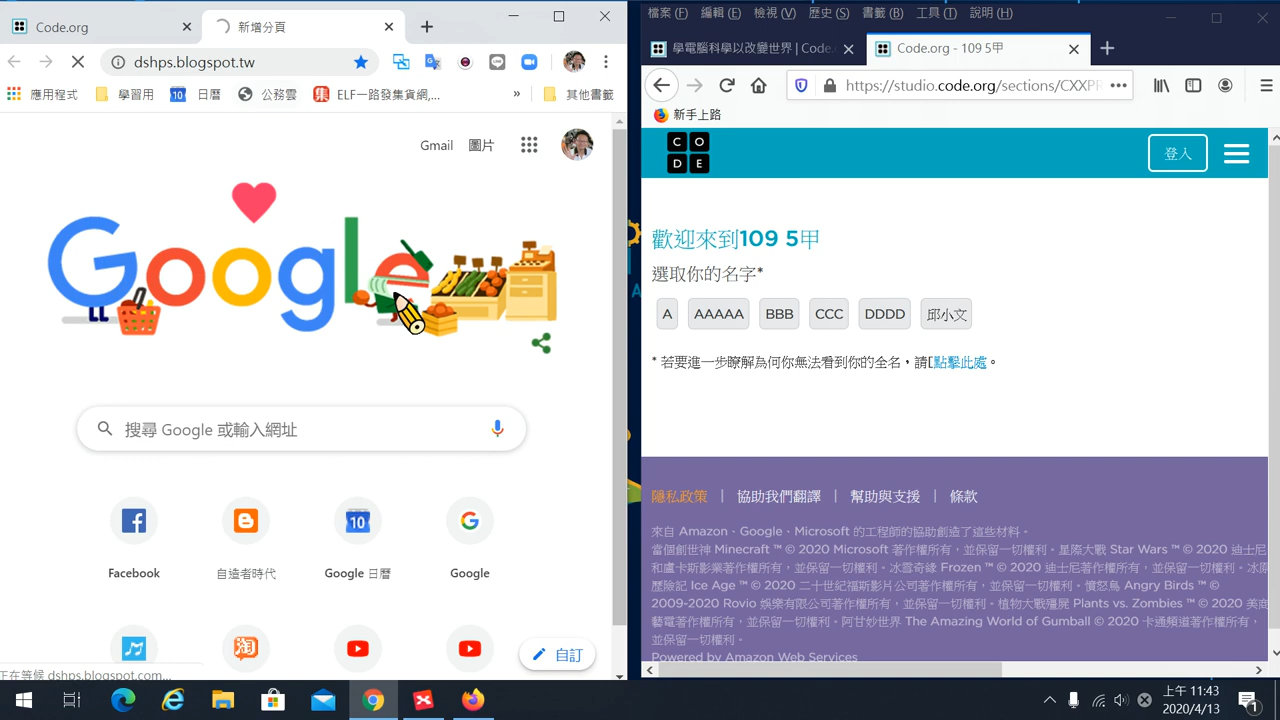 Code.org
新增分頁
dshps.blogspot.tw
應用程式
學習用
10
日曆
公務雲
集
ELF一路發集貨網,...
»
其他書籤
Gmail
圖片
Google
搜尋 Google 或輸入網址
Facebook
自造者時代
10
Google 日曆
Google
淘
自訂
正在等候 dshps.blogspot.com...
檔案 (F) 編輯 (E) 檢視 (V) 歷史 (S) 書籤 (B) 工具 (T) 說明 (H)
學電腦科學以改變世界 | Code.
Code.org - 109 5甲
https://studio.code.org/sections/CXXPR
新手上路
CODE
登入
歡迎來到109 5甲
選取你的名字*
A
AAAAA
BBB
CCC
DDDD
邱小文
* 若要進一步瞭解為何你無法看到你的全名，請[點擊此處。
隱私政策 | 協助我們翻譯 | 幫助與支援 | 條款
來自 Amazon、Google、Microsoft 的工程師的協助創造了這些材料。
當個創世神 Minecraft ™ © 2020 Microsoft 著作權所有，並保留一切權利。星際大戰 Star Wars ™ © 2020 迪士尼
和盧卡斯影業著作權所有，並保留一切權利。冰雪奇緣 Frozen ™ © 2020 迪士尼著作權所有，並保留一切權利。冰原
歷險記 Ice Age ™ © 2020 二十世紀福斯影片公司著作權所有，並保留一切權利。憤怒鳥 Angry Birds ™ ©
2009-2020 Rovio 娛樂有限公司著作權所有，並保留一切權利。植物大戰殭屍 Plants vs. Zombies ™ © 2020 美商
藝電著作權所有，並保留一切權利。阿甘妙世界 The Amazing World of Gumball © 2020 卡通頻道著作權所有，
並保留一切權利。
Powered by Amazon Web Services
上午 11:43
2020/4/13
1